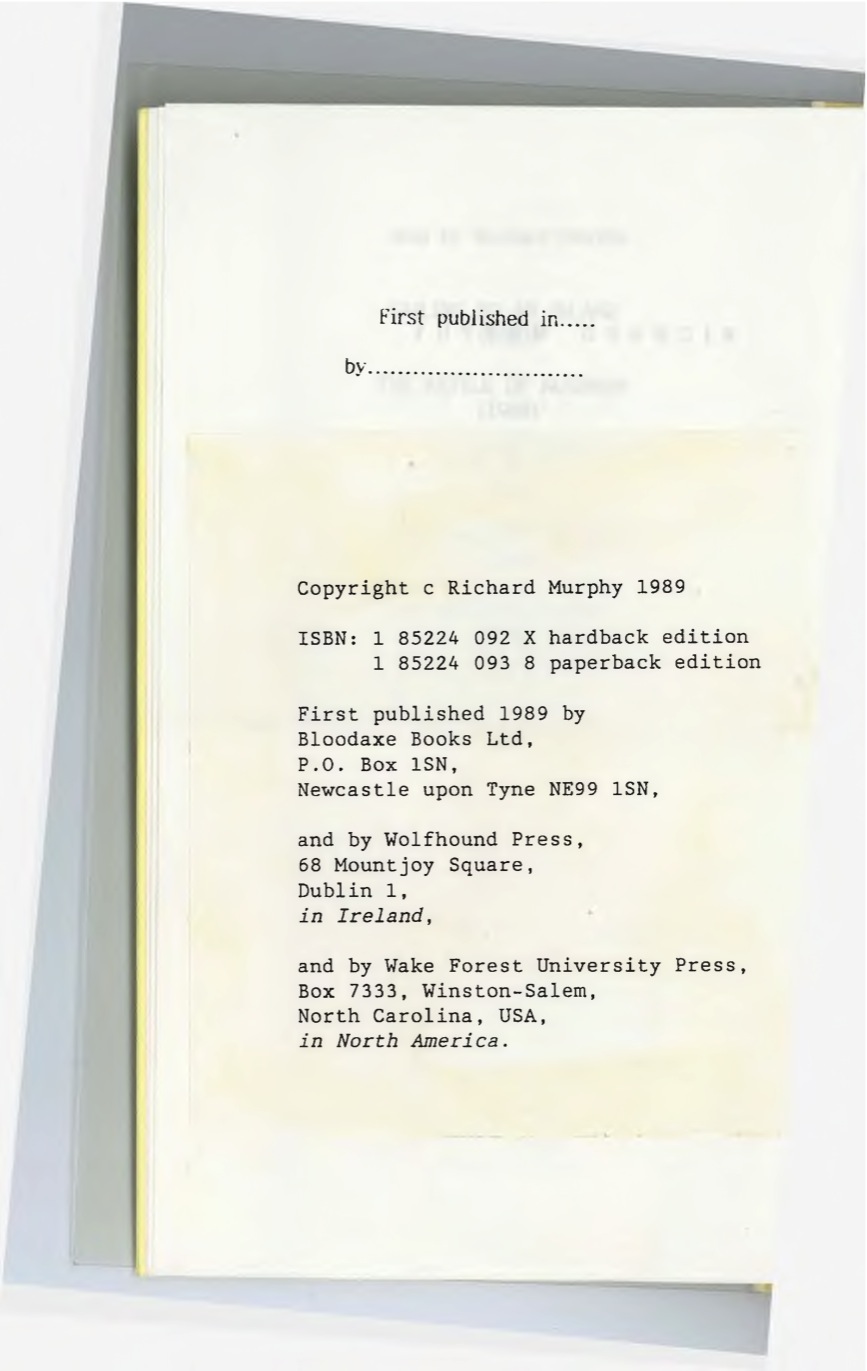 First published in.....
by.............................
Copyright c Richard Murphy 1989
ISBN: 1 85224 092 X hardback edition
1 85224 093 8 paperback edition
First published 1989 by
Bloodaxe Books Ltd,
P.O. Box 1SN,
Newcastle upon Tyne NE99 1SN,
and by Wolfhound Press,
68 Mountjoy Square,
Dublin 1,
in Ireland,
and by Wake Forest University Press,
Box 7333, Winston-Salem,
North Carolina, USA,
in North America.